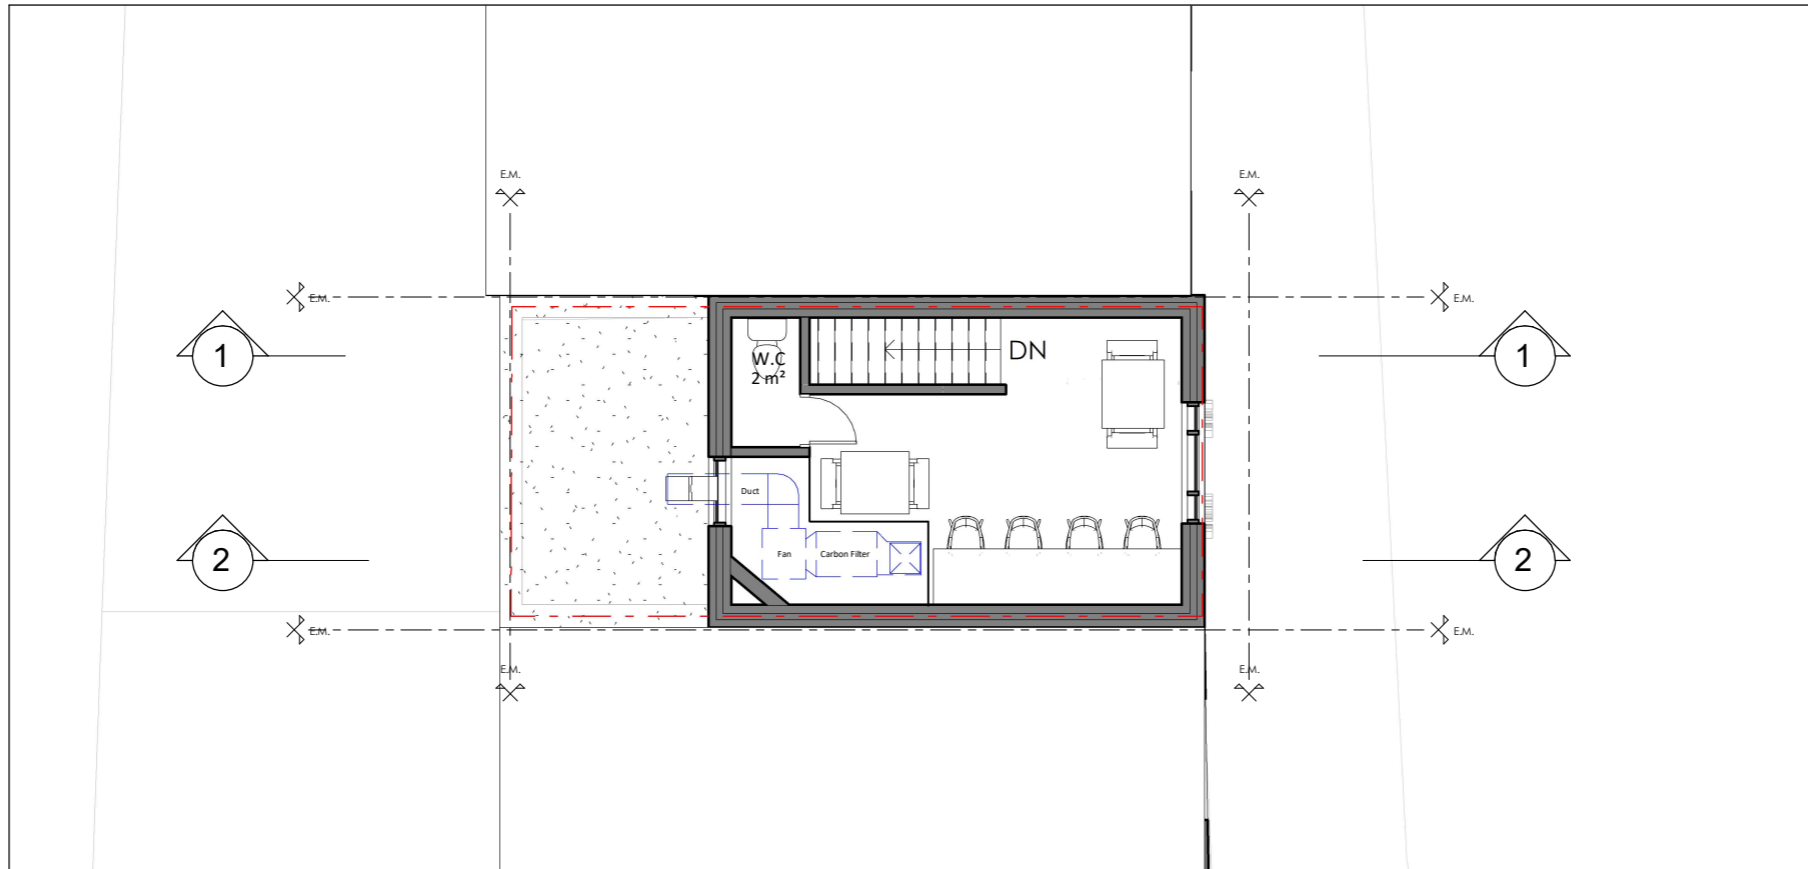 E.M.
E.M.
E.M.
E.M.
1
1
DN
W.C
2 m²
Duct
Fan
Carbon Filter
2
2
E.M.
E.M.
E.M.
E.M.